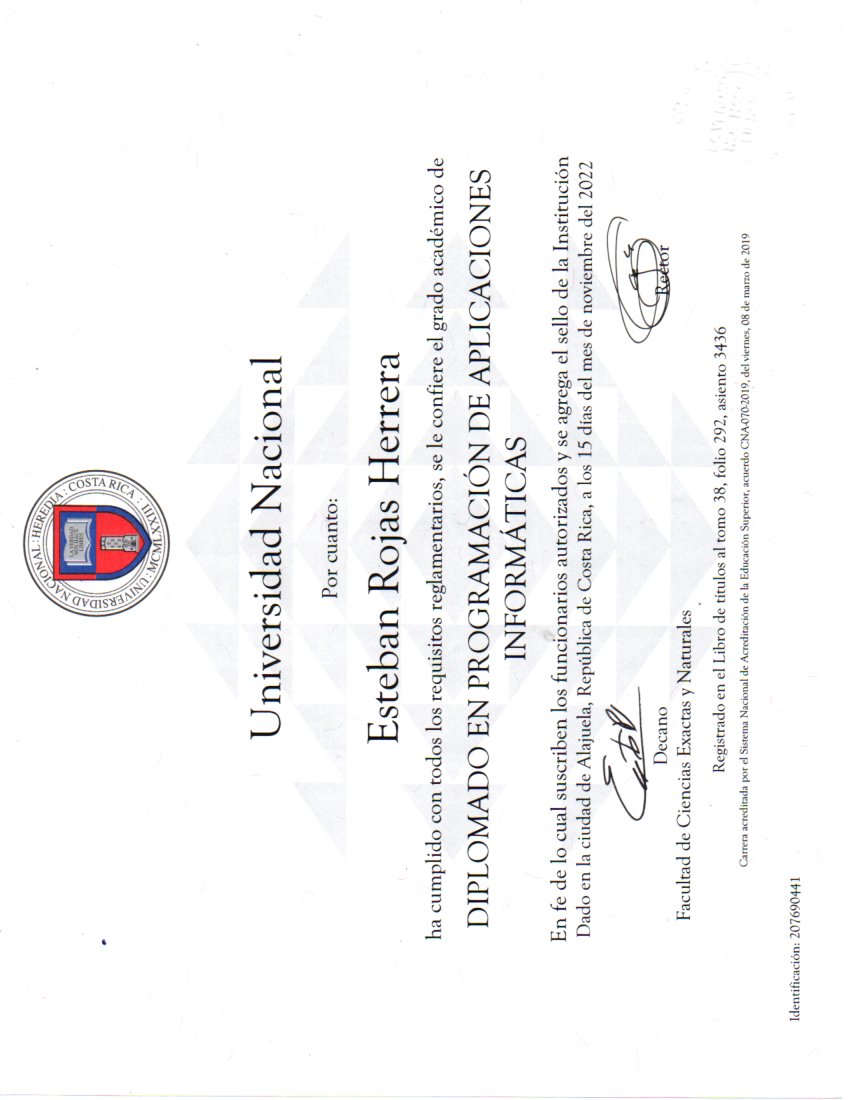 UNIVERSIDAD NACIONAL : HEREDIA : COSTA RICA : MCMLXXIII :
LA VERDAD
NOS HACE
LIBRES
Universidad Nacional
Por cuanto:
Esteban Rojas Herrera
ha cumplido con todos los requisitos reglamentarios, se le confiere el grado académico de
DIPLOMADO EN PROGRAMACIÓN DE APLICACIONES
INFORMÁTICAS
En fe de lo cual suscriben los funcionarios autorizados y se agrega el sello de la Institución
Dado en la ciudad de Alajuela, República de Costa Rica, a los 15 días del mes de noviembre del 2022
Decano
Rector
Facultad de Ciencias Exactas y Naturales
Registrado en el Libro de títulos al tomo 38, folio 292, asiento 3436
Carrera acreditada por el Sistema Nacional de Acreditación de la Educación Superior, acuerdo CNA-070-2019, del viernes, 08 de marzo de 2019
Identificación: 207690441